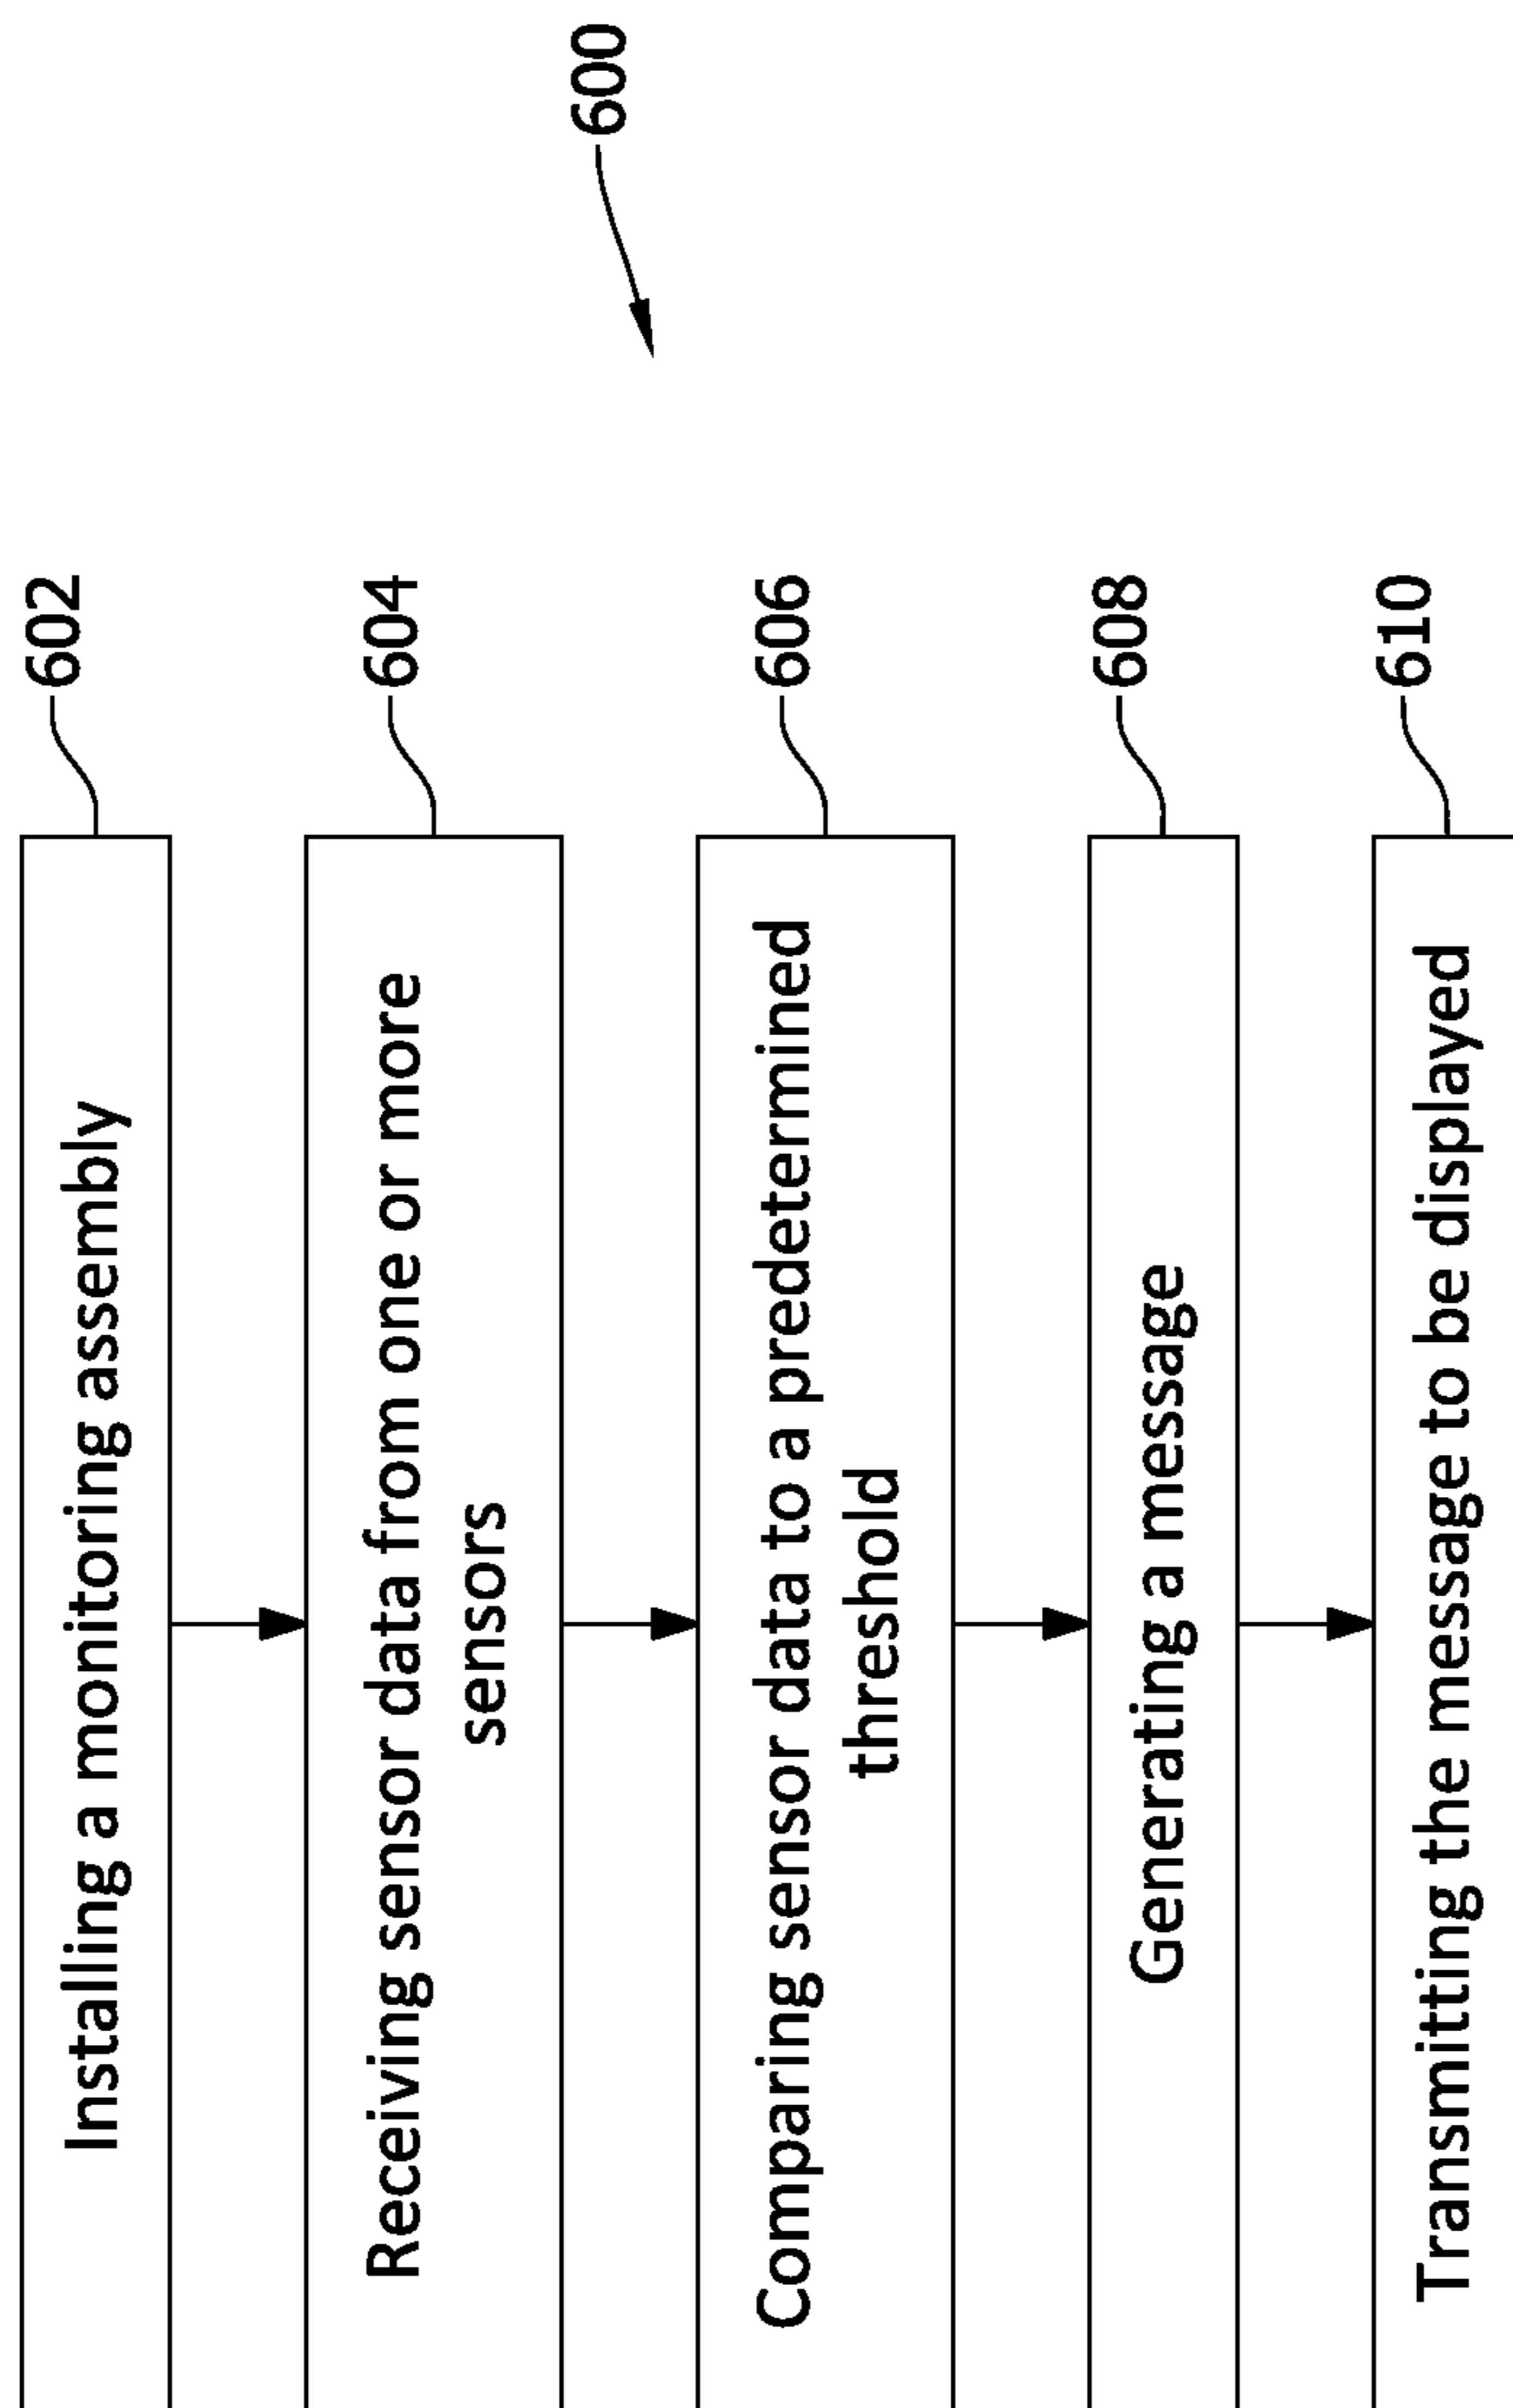 600
Installing a monitoring assembly
602
Receiving sensor data from one or more
sensors
604
Comparing sensor data to a predetermined
threshold
606
Generating a message
608
Transmitting the message to be displayed
610